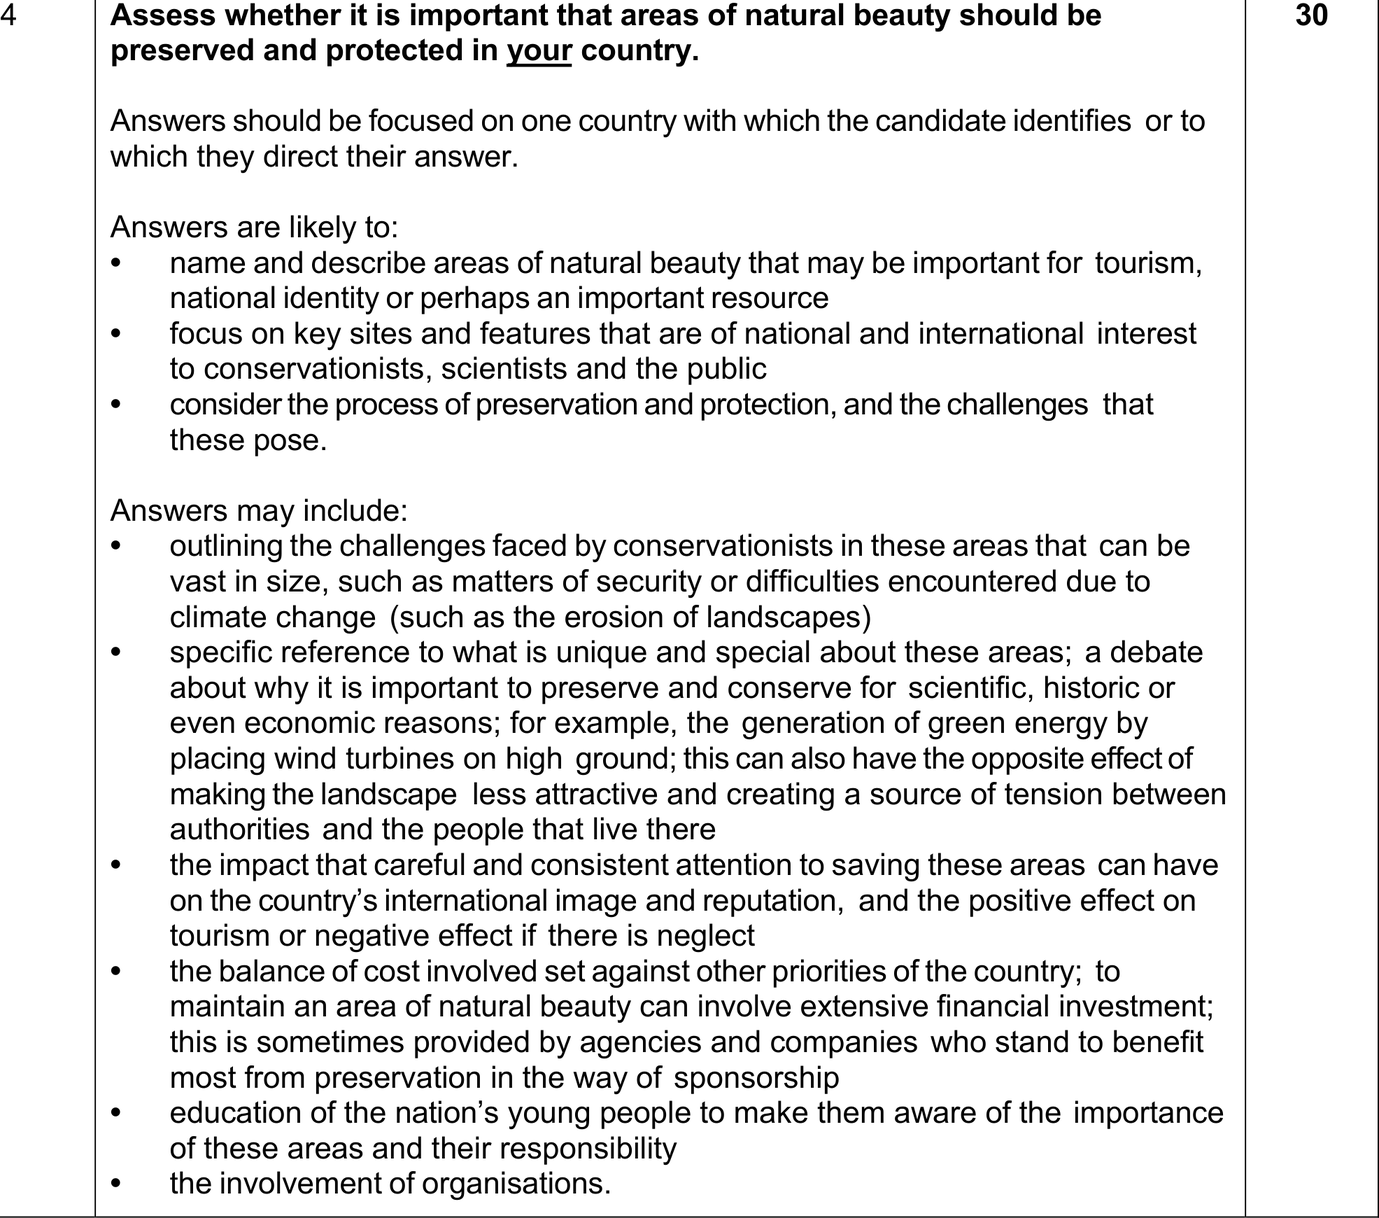 4 Assess whether it is important that areas of natural beauty should be 30
preserved and protected in your country.
Answers should be focused on one country with which the candidate identifies or to
which they direct their answer.
Answers are likely to:
• name and describe areas of natural beauty that may be important for tourism,
national identity or perhaps an important resource
• focus on key sites and features that are of national and international interest
to conservationists, scientists and the public
• consider the process of preservation and protection, and the challenges that
these pose.
Answers may include:
• outlining the challenges faced by conservationists in these areas that can be
vast in size, such as matters of security or difficulties encountered due to
climate change (such as the erosion of landscapes)
• specific reference to what is unique and special about these areas; a debate
about why it is important to preserve and conserve for scientific, historic or
even economic reasons; for example, the generation of green energy by
placing wind turbines on high ground; this can also have the opposite effect of
making the landscape less attractive and creating a source of tension between
authorities and the people that live there
• the impact that careful and consistent attention to saving these areas can have
on the country’s international image and reputation, and the positive effect on
tourism or negative effect if there is neglect
• the balance of cost involved set against other priorities of the country; to
maintain an area of natural beauty can involve extensive financial investment;
this is sometimes provided by agencies and companies who stand to benefit
most from preservation in the way of sponsorship
• education of the nation’s young people to make them aware of the importance
of these areas and their responsibility
• the involvement of organisations.